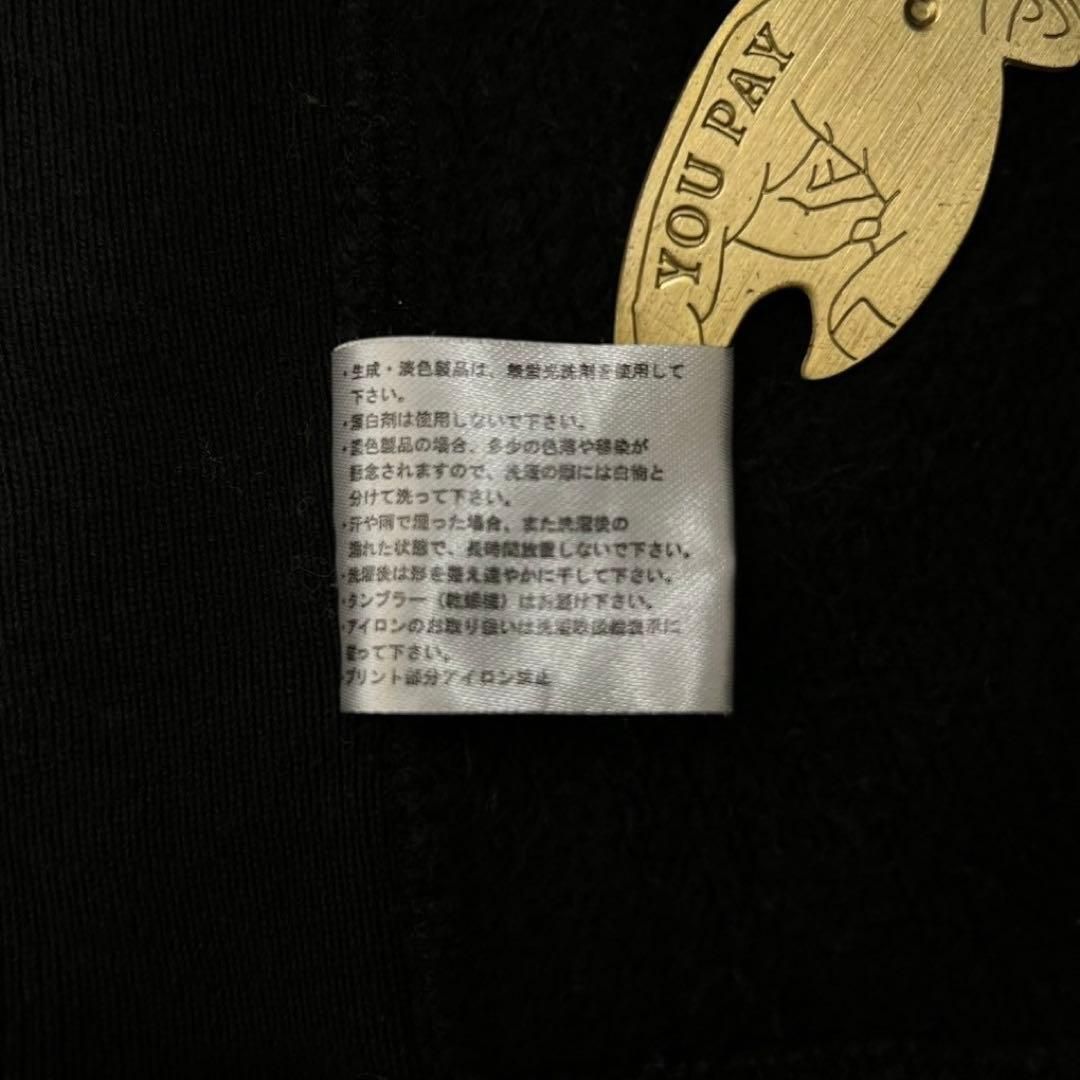 YOU PAY
・生成・淡色製品は、無蛍光洗剤を使用して
下さい。
・漂白剤は使用しないで下さい。
・濃色製品の場合、多少の色落や移染が
懸念されますので、洗濯の際には白物と
分けて洗って下さい。
・汗や雨で湿った場合、また洗濯後の
濡れた状態で、長時間放置しないで下さい。
・洗濯後は形を整え速やかに干して下さい。
・タンブラー（乾燥機）はお避け下さい。
・アイロンのお取り扱いは洗濯取扱絵表示に
従って下さい。
・プリント部分アイロン禁止